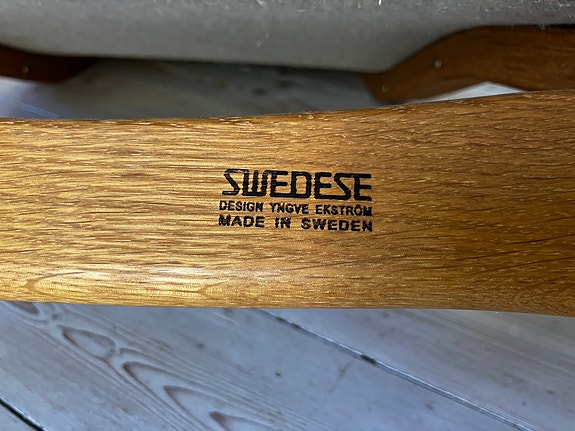 SWEDESE
DESIGN YNGVE EKSTRÖM
MADE IN SWEDEN